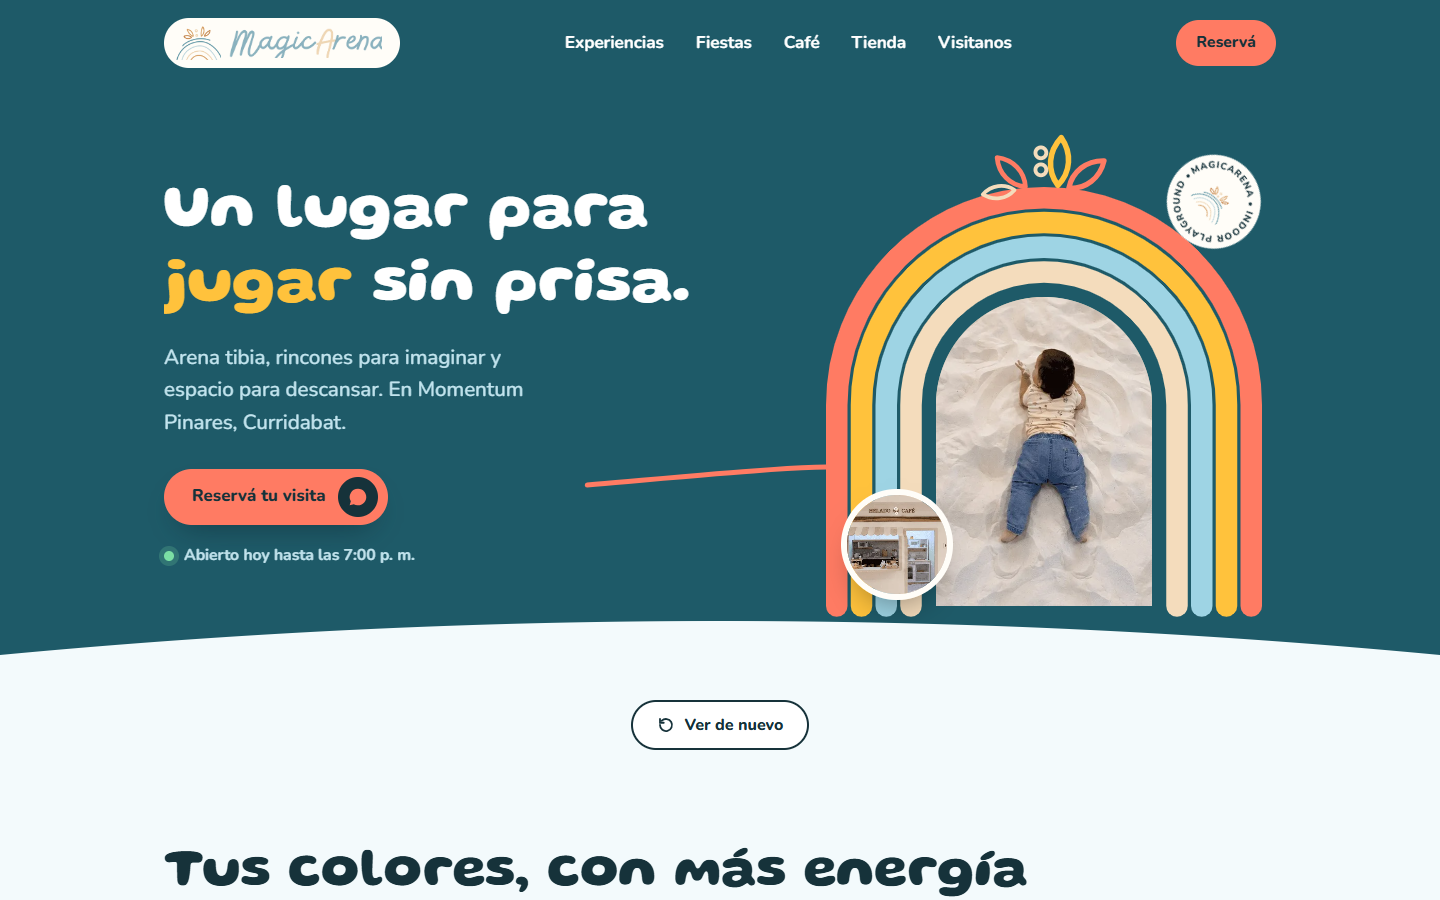 MagicArena
Experiencias
Fiestas
Café
Tienda
Visitanos
Reservá
Un lugar para
jugar sin prisa.
Arena tibia, rincones para imaginar y
espacio para descansar. En Momentum
Pinares, Curridabat.
Reservá tu visita
Abierto hoy hasta las 7:00 p. m.
• MAGICARENA • INDOOR PLAYGROUND
HELADO CAFÉ
Ver de nuevo
Tus colores, con más energía